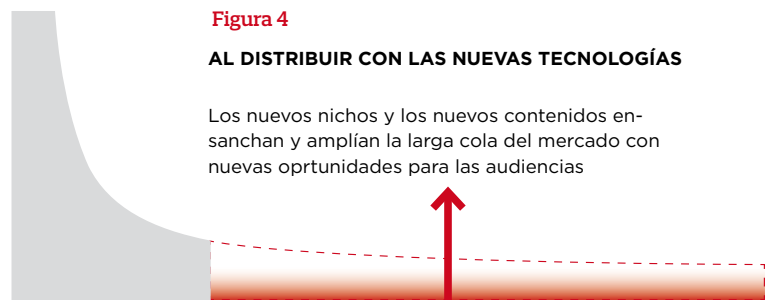 Figura 4
AL DISTRIBUIR CON LAS NUEVAS TECNOLOGÍAS
Los nuevos nichos y los nuevos contenidos en-
sanchan y amplían la larga cola del mercado con
nuevas oprtunidades para las audiencias